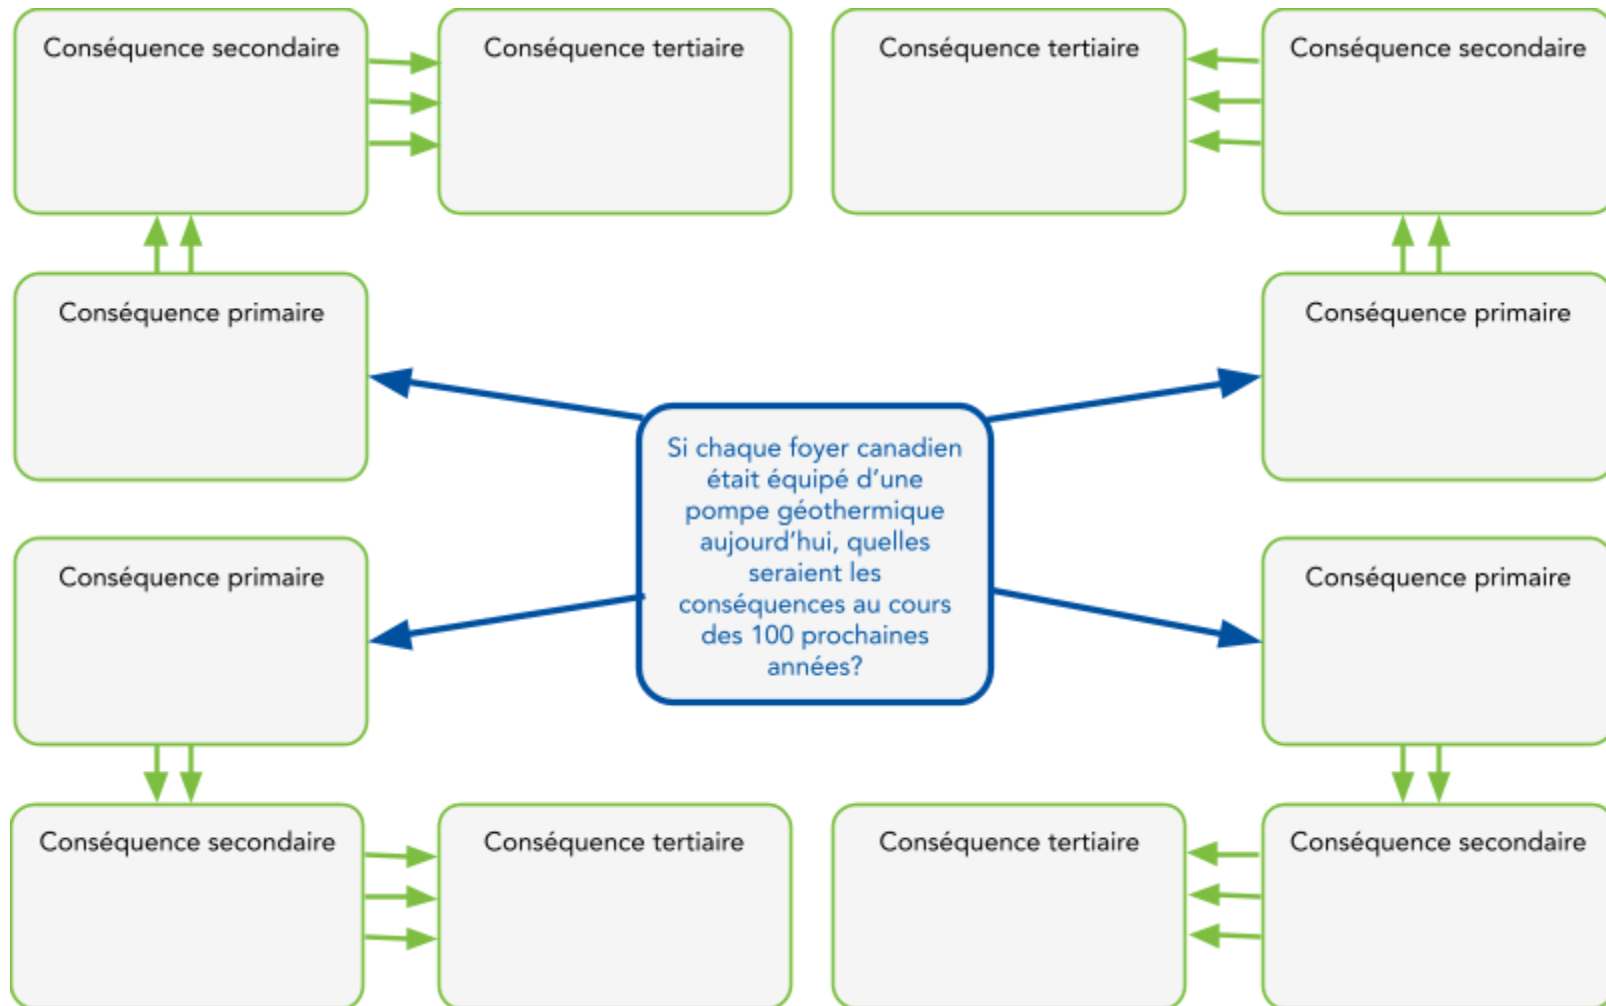 Conséquence secondaire
Conséquence tertiaire
Conséquence tertiaire
Conséquence secondaire
Conséquence primaire
Conséquence primaire
Si chaque foyer canadien
était équipé d'une
pompe géothermique
aujourd'hui, quelles
seraient les
conséquences au cours
des 100 prochaines
années?
Conséquence primaire
Conséquence primaire
Conséquence secondaire
Conséquence tertiaire
Conséquence tertiaire
Conséquence secondaire